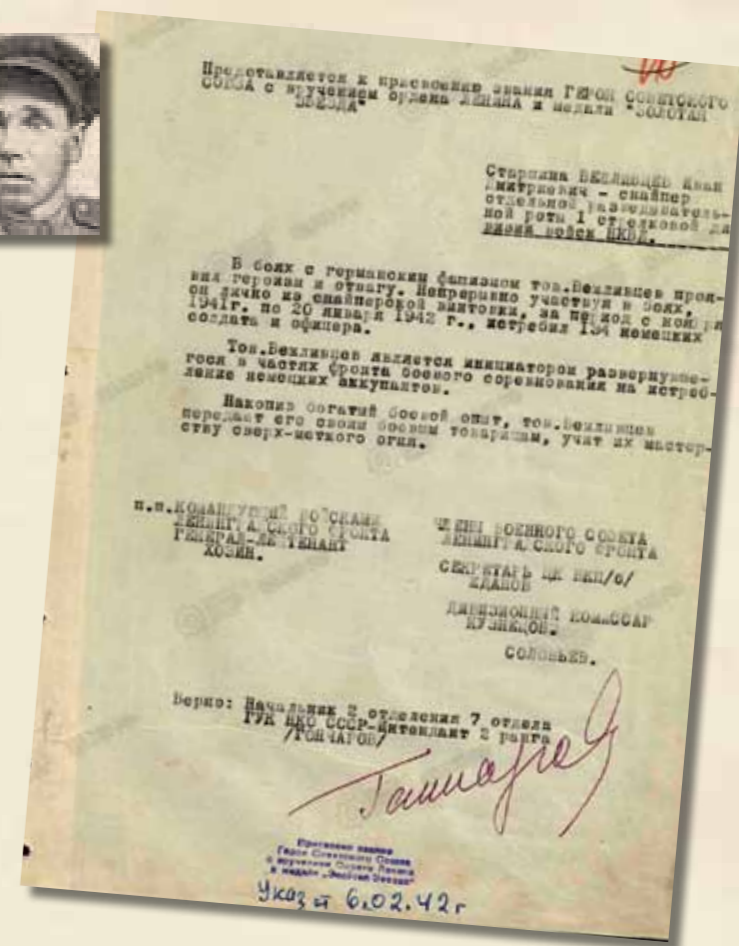 Представляется к присвоению звания ГЕРОЯ СОВЕТСКОГО
СОЮЗА с вручением ордена ЛЕНИНА и медали "ЗОЛОТАЯ
ЗВЕЗДА"
Старшина ВЕЖЛИВЦЕВ Иван
Дмитриевич - снайпер
отдельной разведыватель-
ной роты 1 стрелковой ди
визии войск НКВД.
В боях с германским фашизмом тов.Вежливцев проя-
вил героизм и отвагу. Непрерывно участвуя в боях,
он лично из снайперской винтовки, за период с ноября
1941г. по 20 января 1942 г., истребил 134 немецких
солдата и офицера.
Тов.Вежливцев является инициатором развернувше-
гося в частях фронта боевого соревнования на истреб-
ление немецких аккупантов.
Накопив богатый боевой опыт, тов.Вежливцев
передает его своим боевым товарищам, учит их мастер-
ству сверх-меткого огня.
п.п.КОМАНДУЮЩИЙ ВОЙСКАМИ
ЛЕНИНГРАДСКОГО ФРОНТА
ГЕНЕРАЛ-ЛЕЙТЕНАНТ
ХОЗИН.
ЧЛЕНЫ ВОЕННОГО СОВЕТА
ЛЕНИНГРАДСКОГО ФРОНТА
СЕКРЕТАРЬ ЦК ВКП/б/
ЖДАНОВ
ДИВИЗИОННЫЙ КОМИССАР
КУЗНЕЦОВ.
СОЛОВЬЕВ.
Верно: Начальник 2 отделения 7 отдела
ГУК НКО СССР-интендант 2 ранга
/ГОНЧАРОВ/
Гончаров
Присвоено звание
Героя Советского Союза
с вручением Ордена Ленина
и медали „Золотая Звезда"
Указ от 6.02.42г